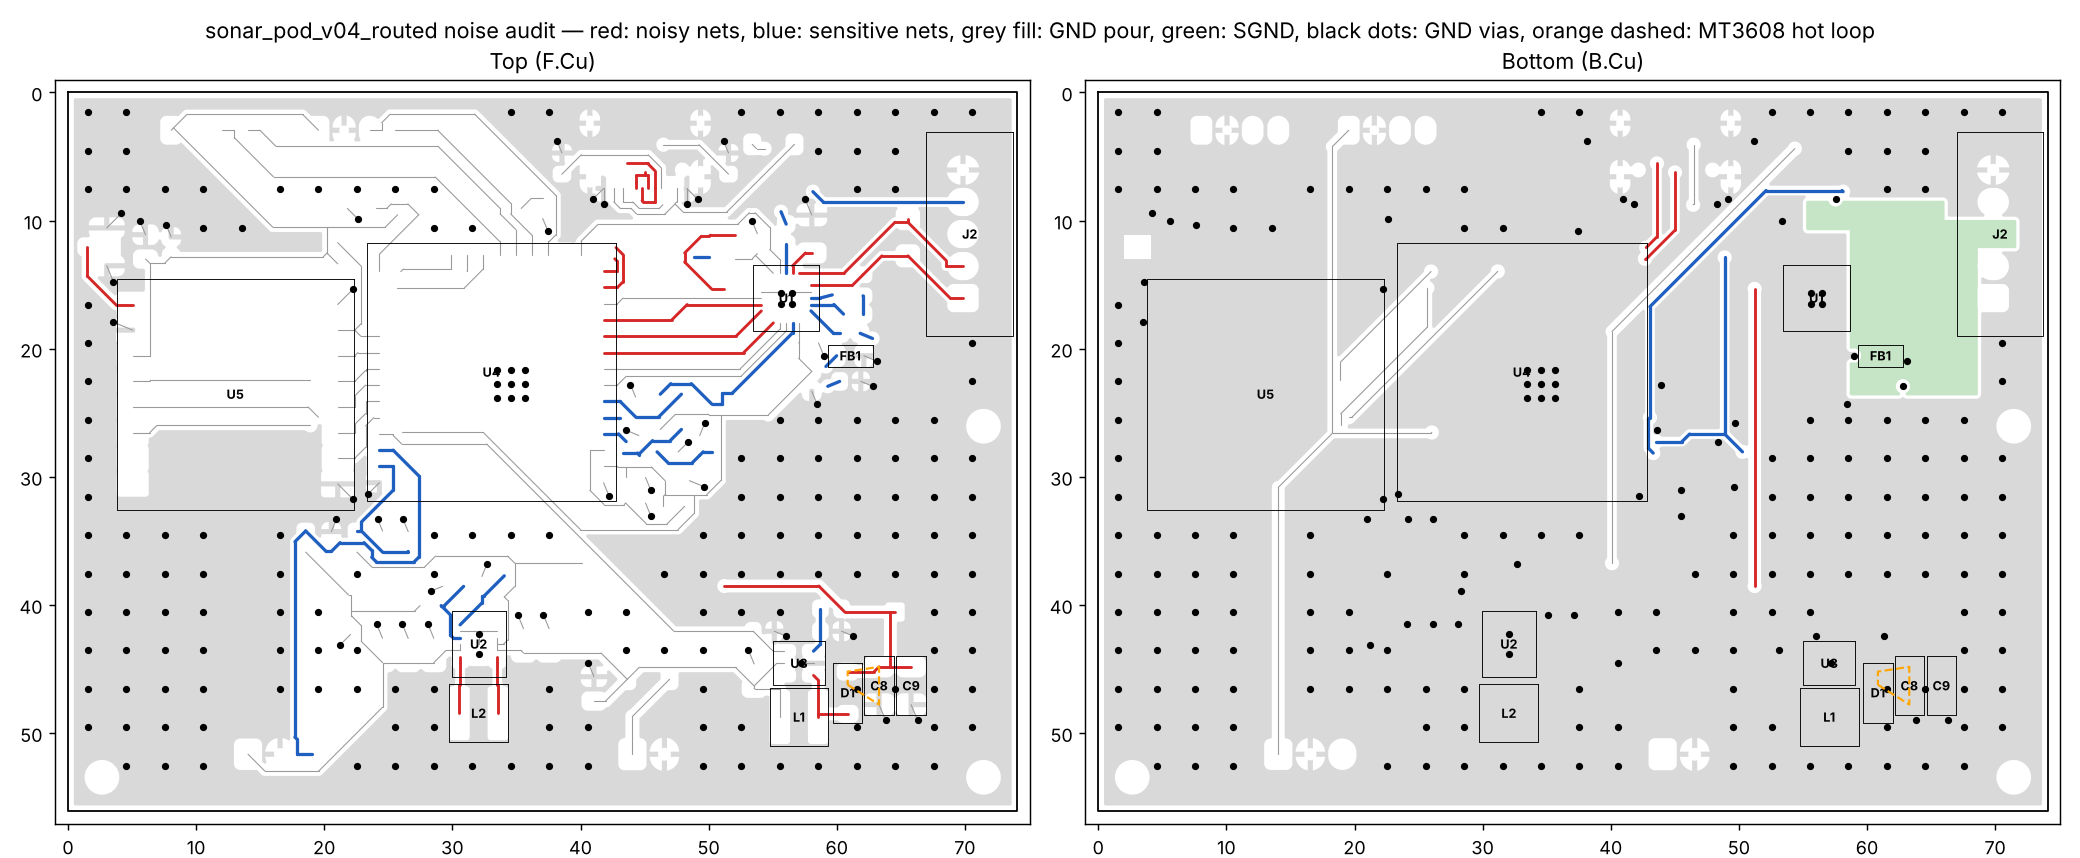 sonar_pod_v04_routed noise audit — red: noisy nets, blue: sensitive nets, grey fill: GND pour, green: SGND, black dots: GND vias, orange dashed: MT3608 hot loop
Top (F.Cu)
0
10
20
30
40
50
J2
U1
FB1
U4
U5
U2
U3
D1
C8
C9
L2
L1
0 10 20 30 40 50 60 70
Bottom (B.Cu)
0
10
20
30
40
50
J2
U1
FB1
U4
U5
U2
U3
D1
C8
C9
L2
L1
0 10 20 30 40 50 60 70